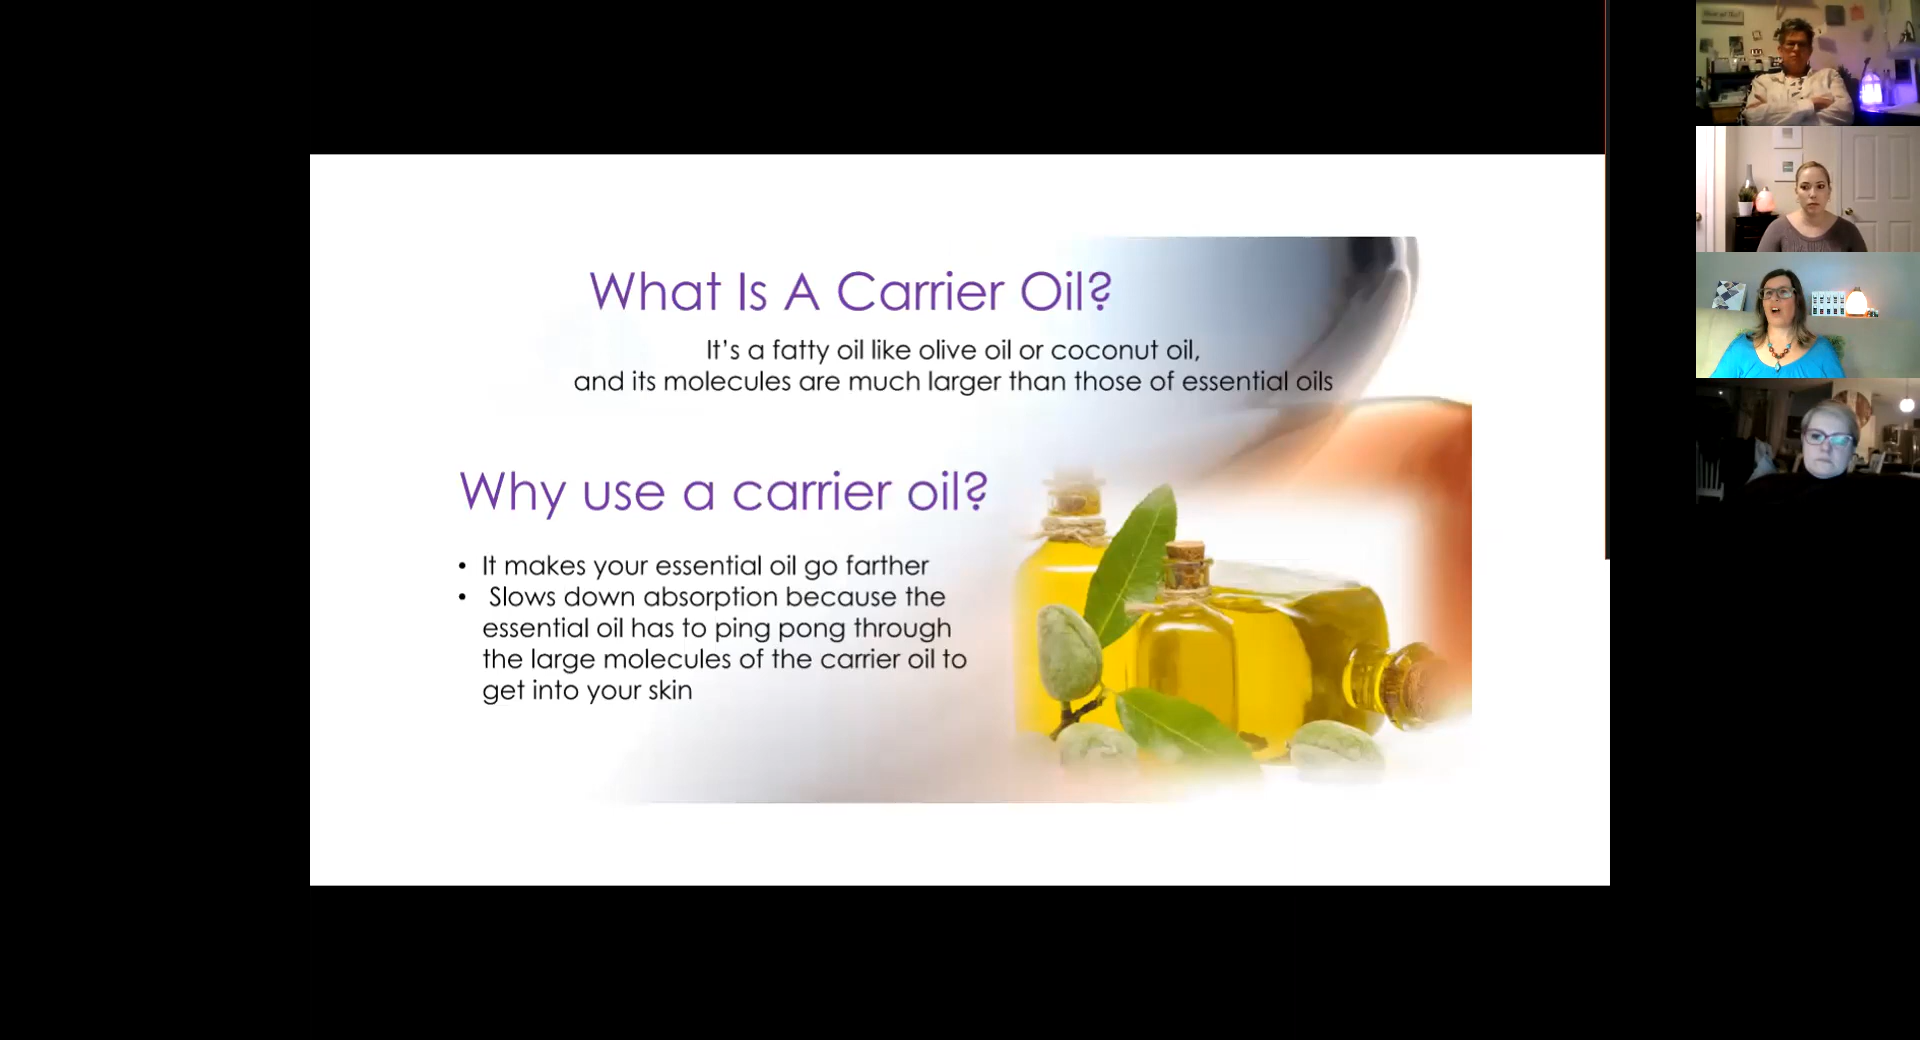 What Is A Carrier Oil?
It's a fatty oil like olive oil or coconut oil,
and its molecules are much larger than those of essential oils
Why use a carrier oil?
• It makes your essential oil go farther
• Slows down absorption because the
essential oil has to ping pong through
the large molecules of the carrier oil to
get into your skin